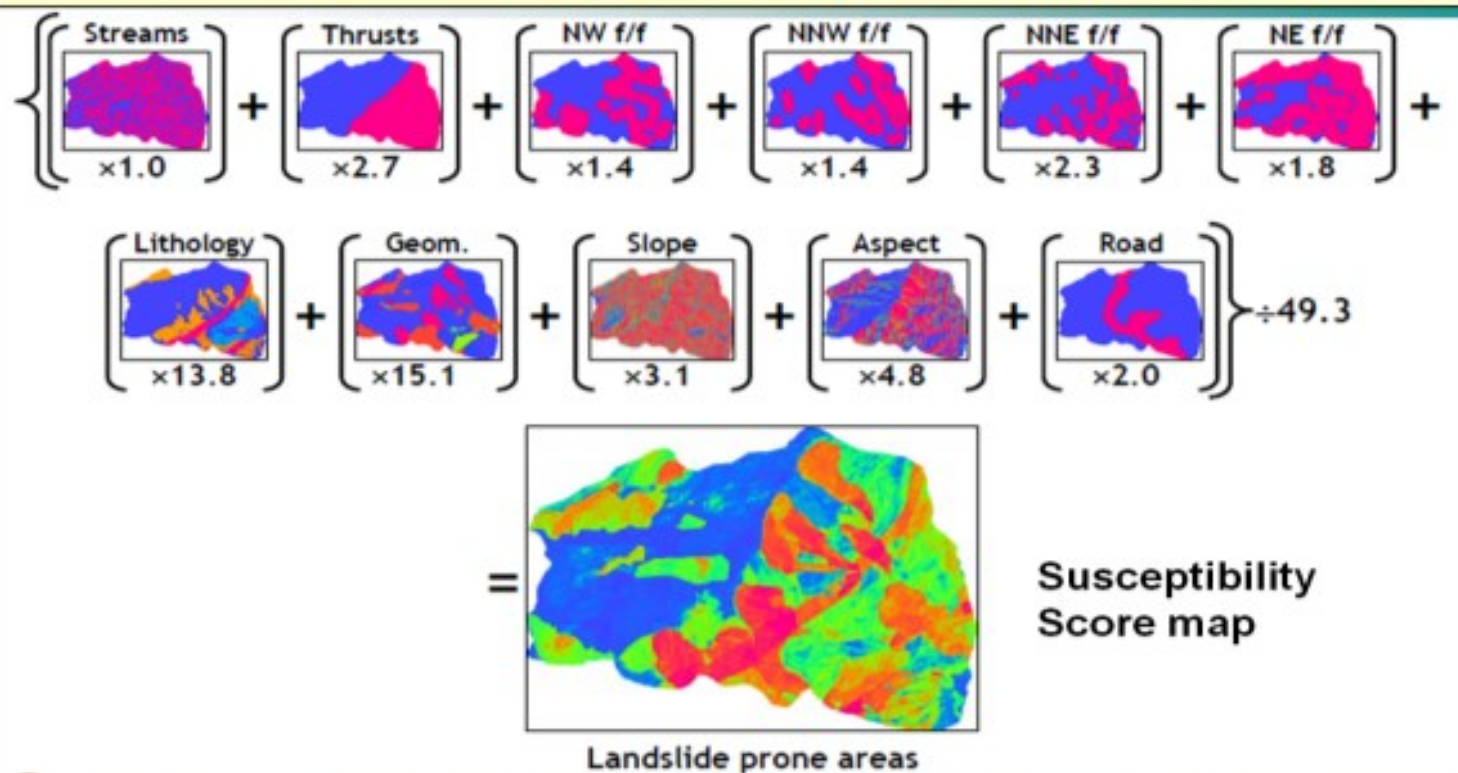 Streams Thrusts NW f/f NNW f/f NNE f/f NE f/f
+ + + + + +
×1.0 ×2.7 ×1.4 ×1.4 ×2.3 ×1.8
Lithology Geom. Slope Aspect Road
+ + + + ÷49.3
×13.8 ×15.1 ×3.1 ×4.8 ×2.0
=
Susceptibility
Score map
Landslide prone areas